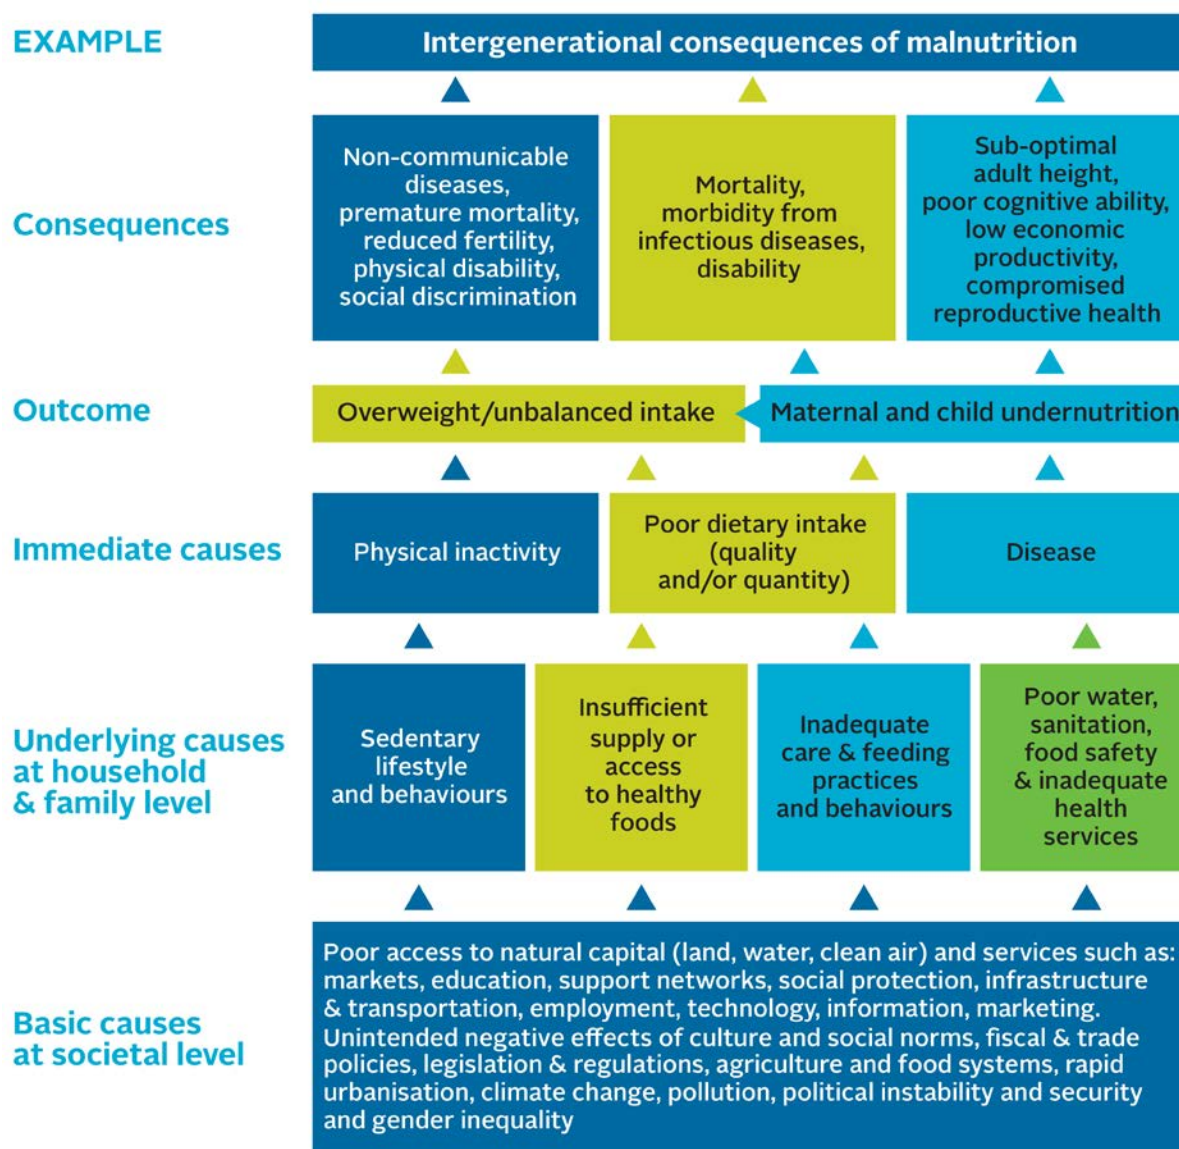 EXAMPLE
Intergenerational consequences of malnutrition
Consequences
Non-communicable
diseases,
premature mortality,
reduced fertility,
physical disability,
social discrimination
Mortality,
morbidity from
infectious diseases,
disability
Sub-optimal
adult height,
poor cognitive ability,
low economic
productivity,
compromised
reproductive health
Outcome
Overweight/unbalanced intake
Maternal and child undernutrition
Immediate causes
Physical inactivity
Poor dietary intake
(quality
and/or quantity)
Disease
Underlying causes
at household
& family level
Sedentary
lifestyle
and behaviours
Insufficient
supply or
access
to healthy
foods
Inadequate
care & feeding
practices
and behaviours
Poor water,
sanitation,
food safety
& inadequate
health
services
Basic causes
at societal level
Poor access to natural capital (land, water, clean air) and services such as:
markets, education, support networks, social protection, infrastructure
& transportation, employment, technology, information, marketing.
Unintended negative effects of culture and social norms, fiscal & trade
policies, legislation & regulations, agriculture and food systems, rapid
urbanisation, climate change, pollution, political instability and security
and gender inequality